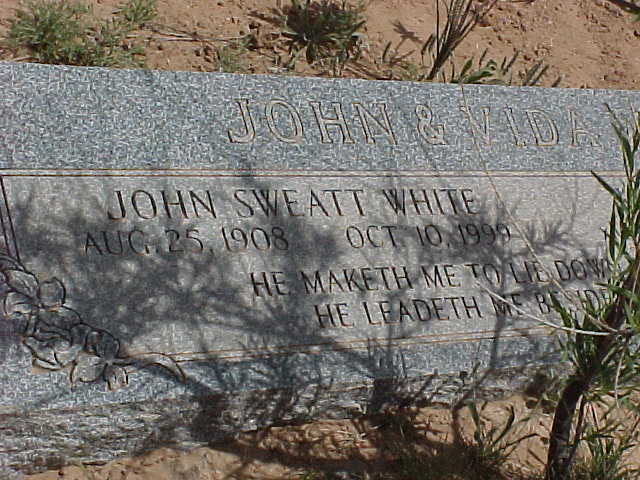 JOHN & VIDA
JOHN SWEATT WHITE
AUG. 25, 1908 OCT. 10, 1999
HE MAKETH ME TO LIE DOWN
HE LEADETH ME